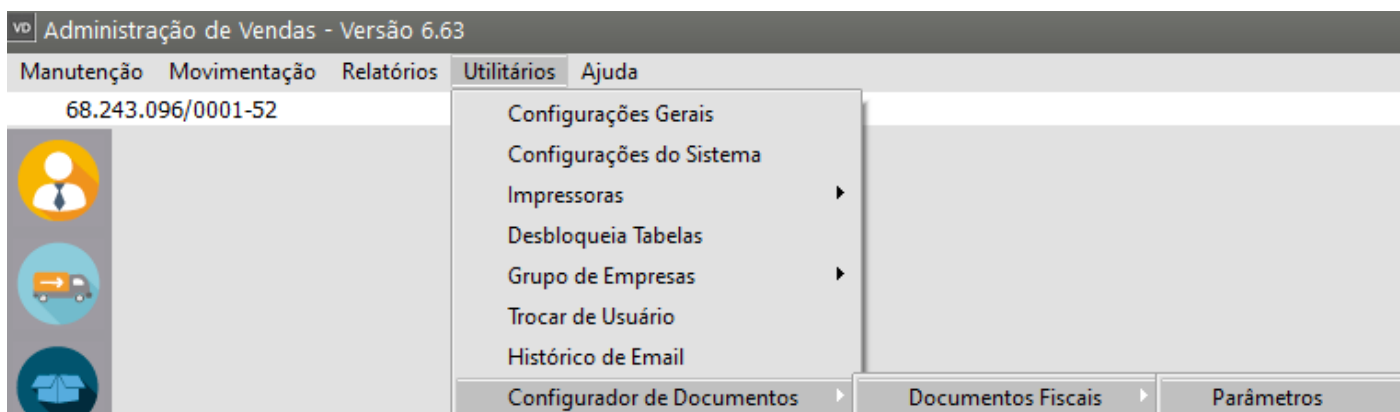 VD Administração de Vendas - Versão 6.63
Manutenção Movimentação Relatórios Utilitários Ajuda
68.243.096/0001-52
Configurações Gerais
Configurações do Sistema
Impressoras
Desbloqueia Tabelas
Grupo de Empresas
Trocar de Usuário
Histórico de Email
Configurador de Documentos Documentos Fiscais Parâmetros